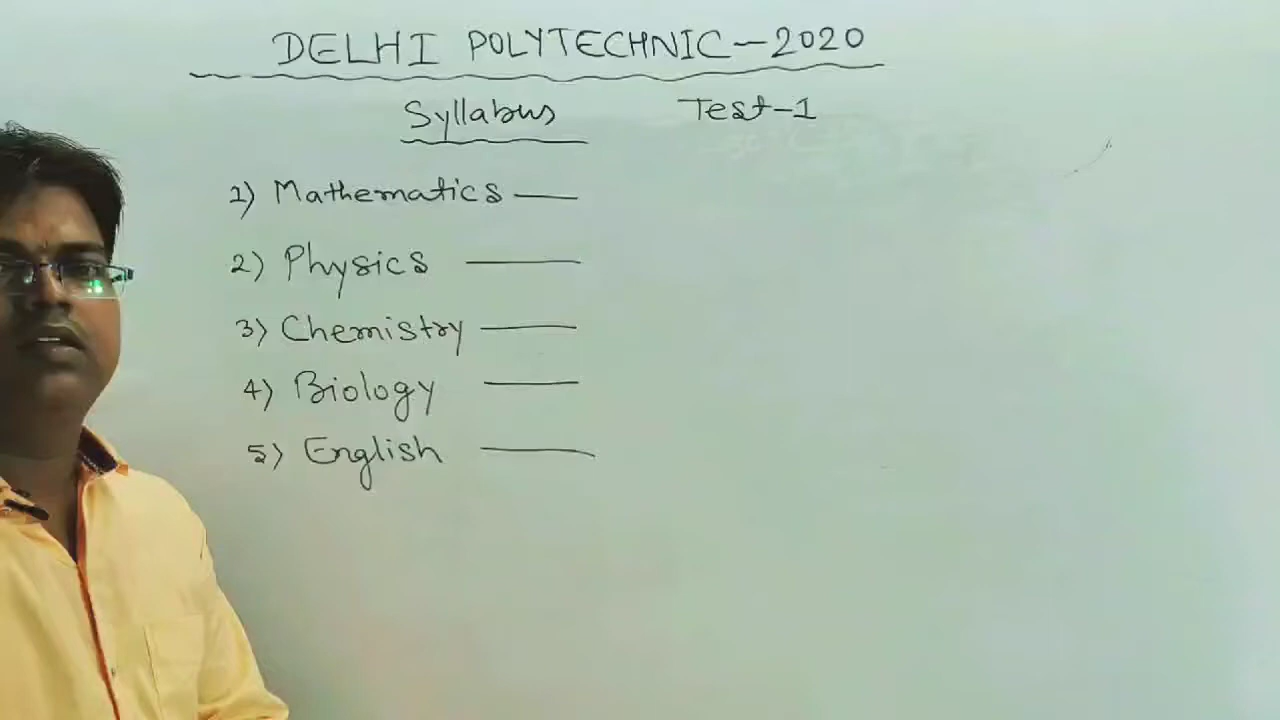 DELHI POLYTECHNIC-2020
Syllabus Test-1
1) Mathematics —
2) Physics —
3) Chemistry —
4) Biology —
5) English —